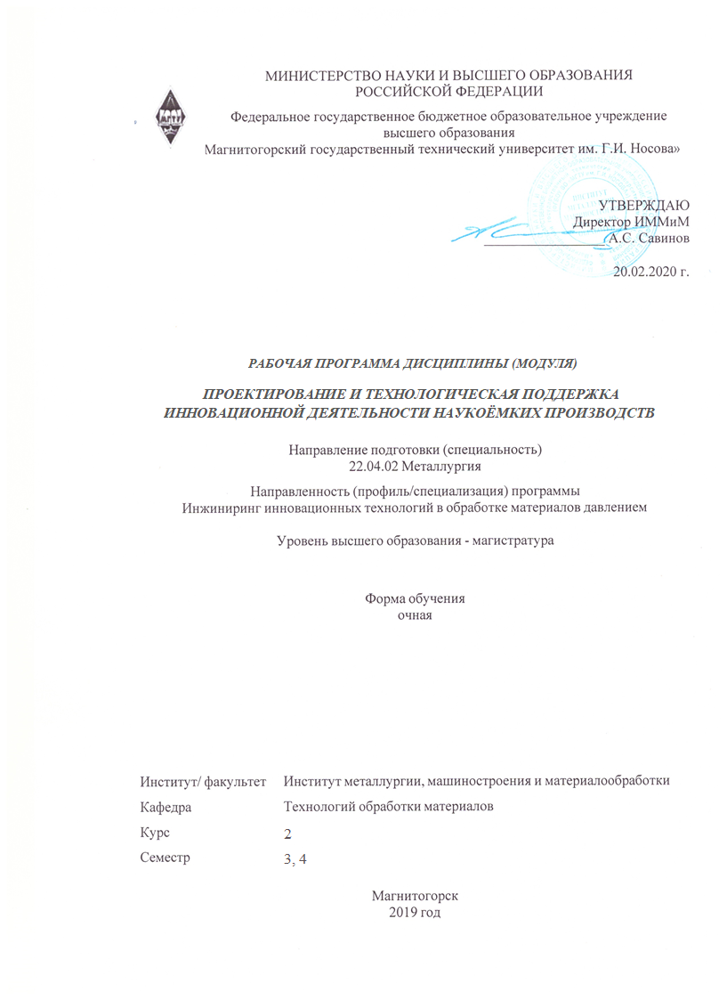 МИНИСТЕРСТВО НАУКИ И ВЫСШЕГО ОБРАЗОВАНИЯ
РОССИЙСКОЙ ФЕДЕРАЦИИ
Федеральное государственное бюджетное образовательное учреждение
высшего образования
Магнитогорский государственный технический университет им. Г.И. Носова»
УТВЕРЖДАЮ
Директор ИММиМ
А.С. Савинов
20.02.2020 г.
РАБОЧАЯ ПРОГРАММА ДИСЦИПЛИНЫ (МОДУЛЯ)
ПРОЕКТИРОВАНИЕ И ТЕХНОЛОГИЧЕСКАЯ ПОДДЕРЖКА
ИННОВАЦИОННОЙ ДЕЯТЕЛЬНОСТИ НАУКОЁМКИХ ПРОИЗВОДСТВ
Направление подготовки (специальность)
22.04.02 Металлургия
Направленность (профиль/специализация) программы
Инжиниринг инновационных технологий в обработке материалов давлением
Уровень высшего образования - магистратура
Форма обучения
очная
Институт/ факультет Институт металлургии, машиностроения и материалообработки
Кафедра Технологий обработки материалов
Курс 2
Семестр 3, 4
Магнитогорск
2019 год